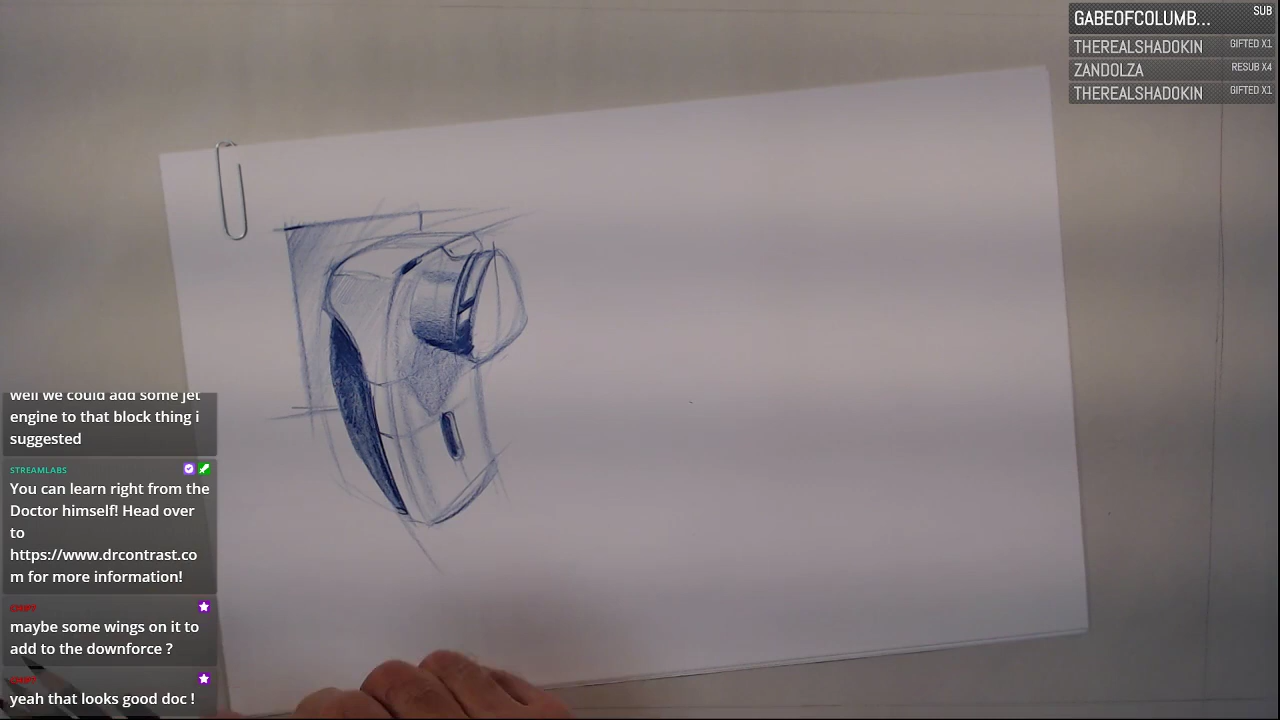 GABEOFCOLUMB...
SUB
THEREALSHADOKIN
GIFTED X1
ZANDOLZA
RESUB X4
THEREALSHADOKIN
GIFTED X1
well we could add some jet
engine to that block thing i
suggested
STREAMLABS
You can learn right from the
Doctor himself! Head over
to
https://www.drcontrast.co
m for more information!
maybe some wings on it to
add to the downforce ?
yeah that looks good doc !